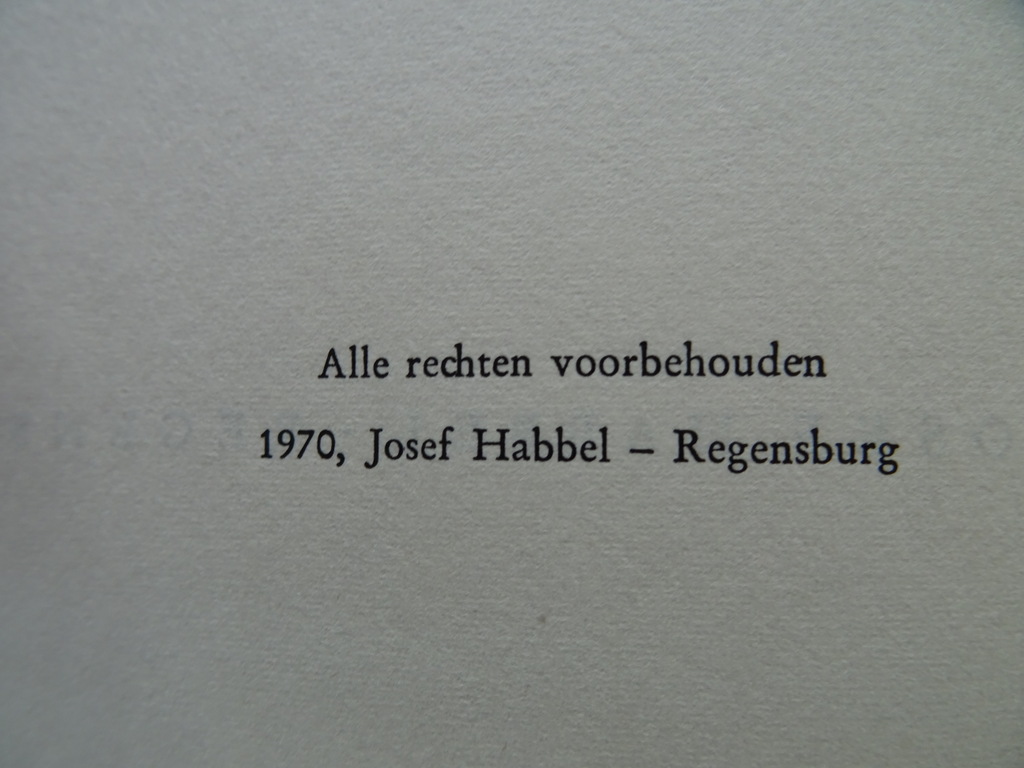 Alle rechten voorbehouden
1970, Josef Habbel – Regensburg